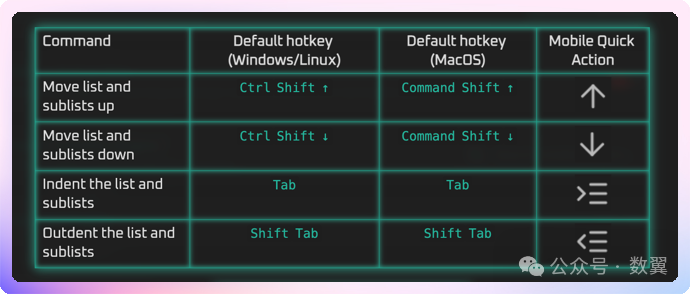 Command
Default hotkey
(Windows/Linux)
Default hotkey
(MacOS)
Mobile Quick
Action
Move list and
sublists up
Ctrl Shift ↑
Command Shift ↑
Move list and
sublists down
Ctrl Shift ↓
Command Shift ↓
Indent the list and
sublists
Tab
Tab
Outdent the list and
sublists
Shift Tab
Shift Tab
公众号 · 数翼